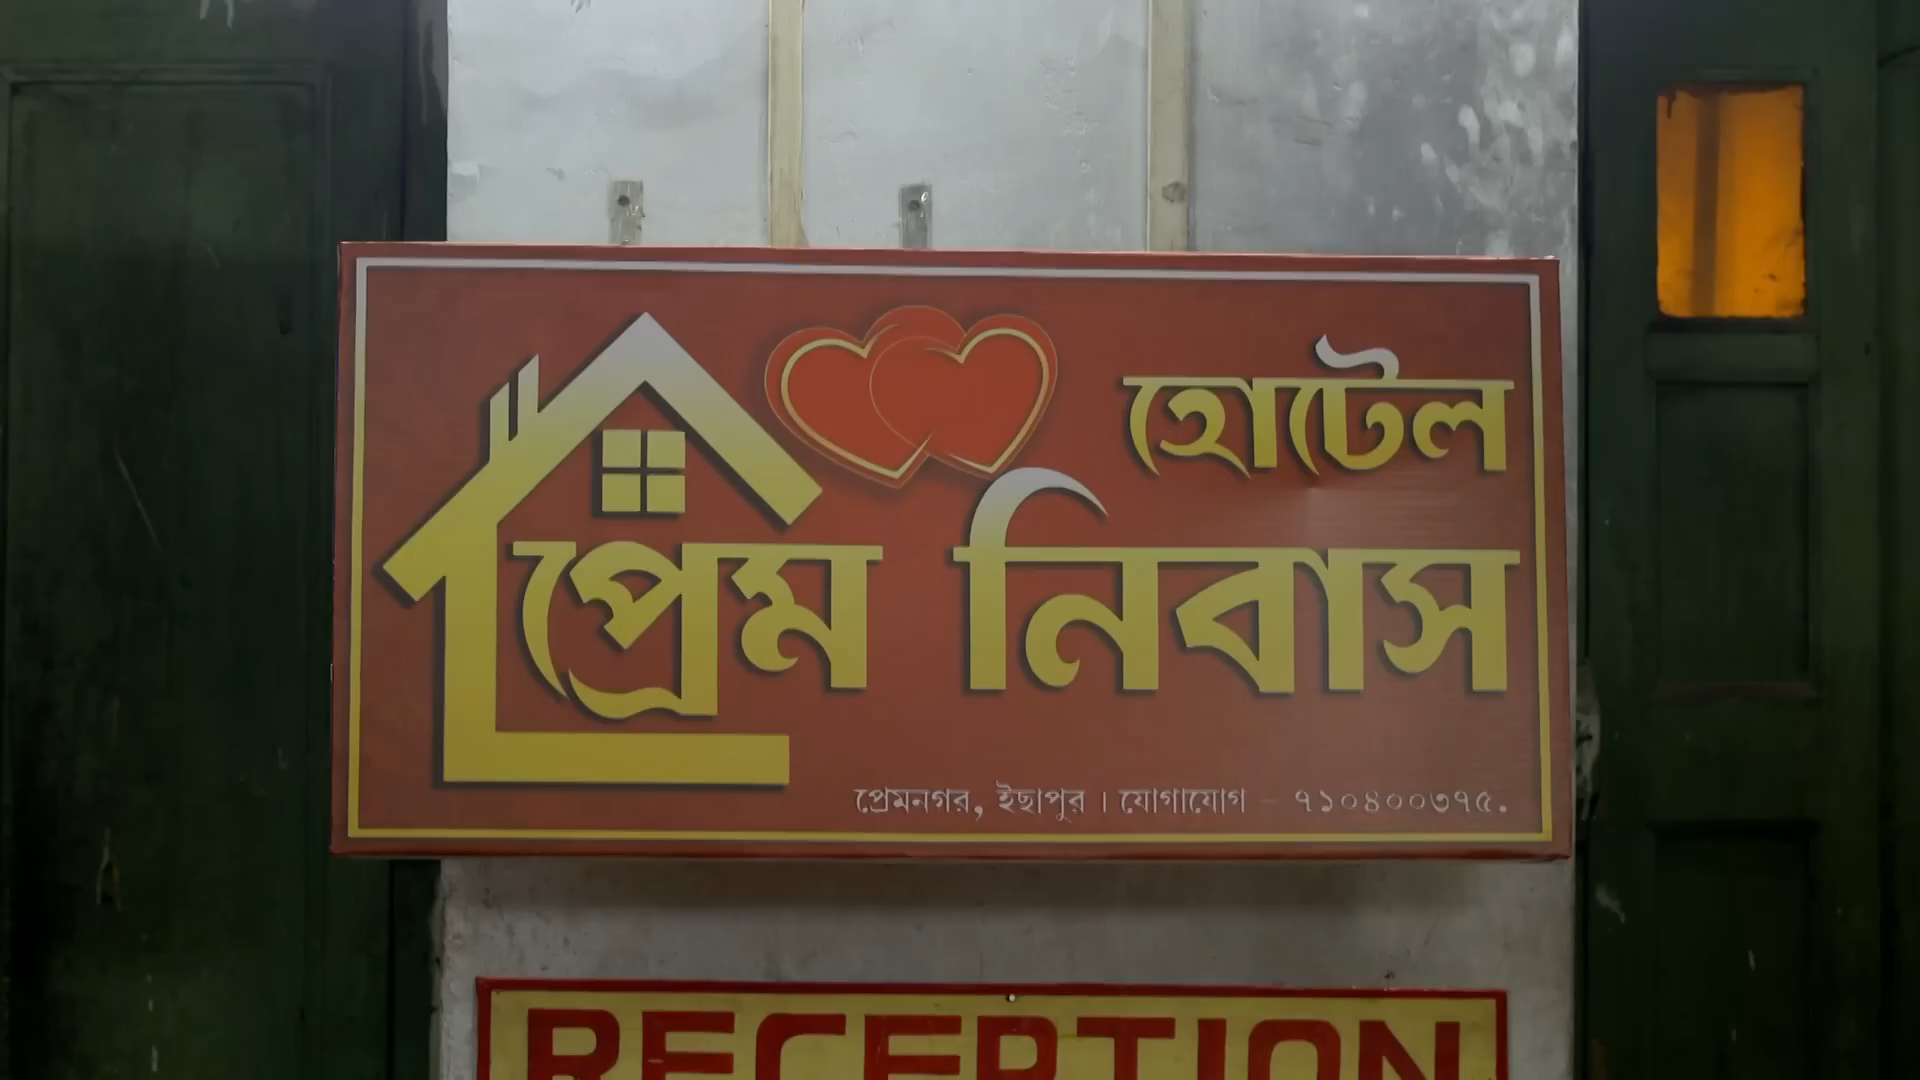 হোটেল
প্রেম নিবাস
প্রেমনগর, ইছাপুর । যোগাযোগ - ৭১০৪০০৩৭৫.
RECEPTION